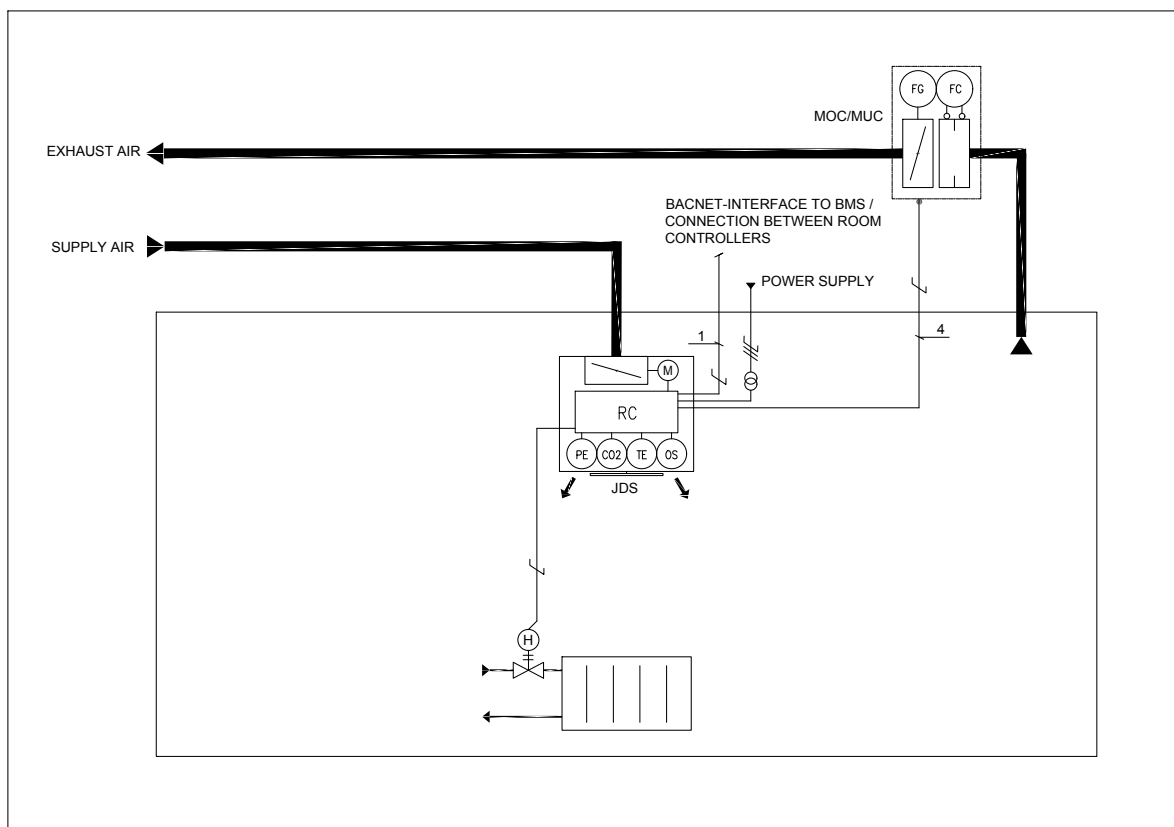 FG FC
MOC/MUC
EXHAUST AIR
BACNET-INTERFACE TO BMS /
CONNECTION BETWEEN ROOM
CONTROLLERS
SUPPLY AIR
POWER SUPPLY
1
4
M
RC
PE CO2 TE OS
JDS
H